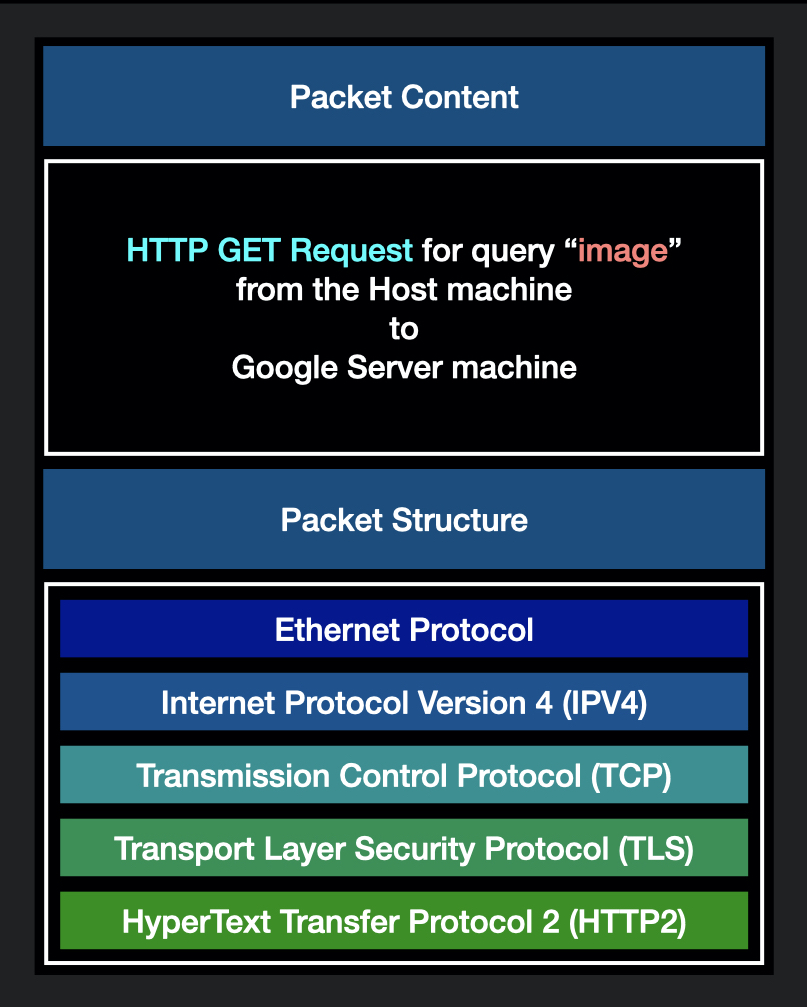 Packet Content
HTTP GET Request for query “image”
from the Host machine
to
Google Server machine
Packet Structure
Ethernet Protocol
Internet Protocol Version 4 (IPV4)
Transmission Control Protocol (TCP)
Transport Layer Security Protocol (TLS)
HyperText Transfer Protocol 2 (HTTP2)